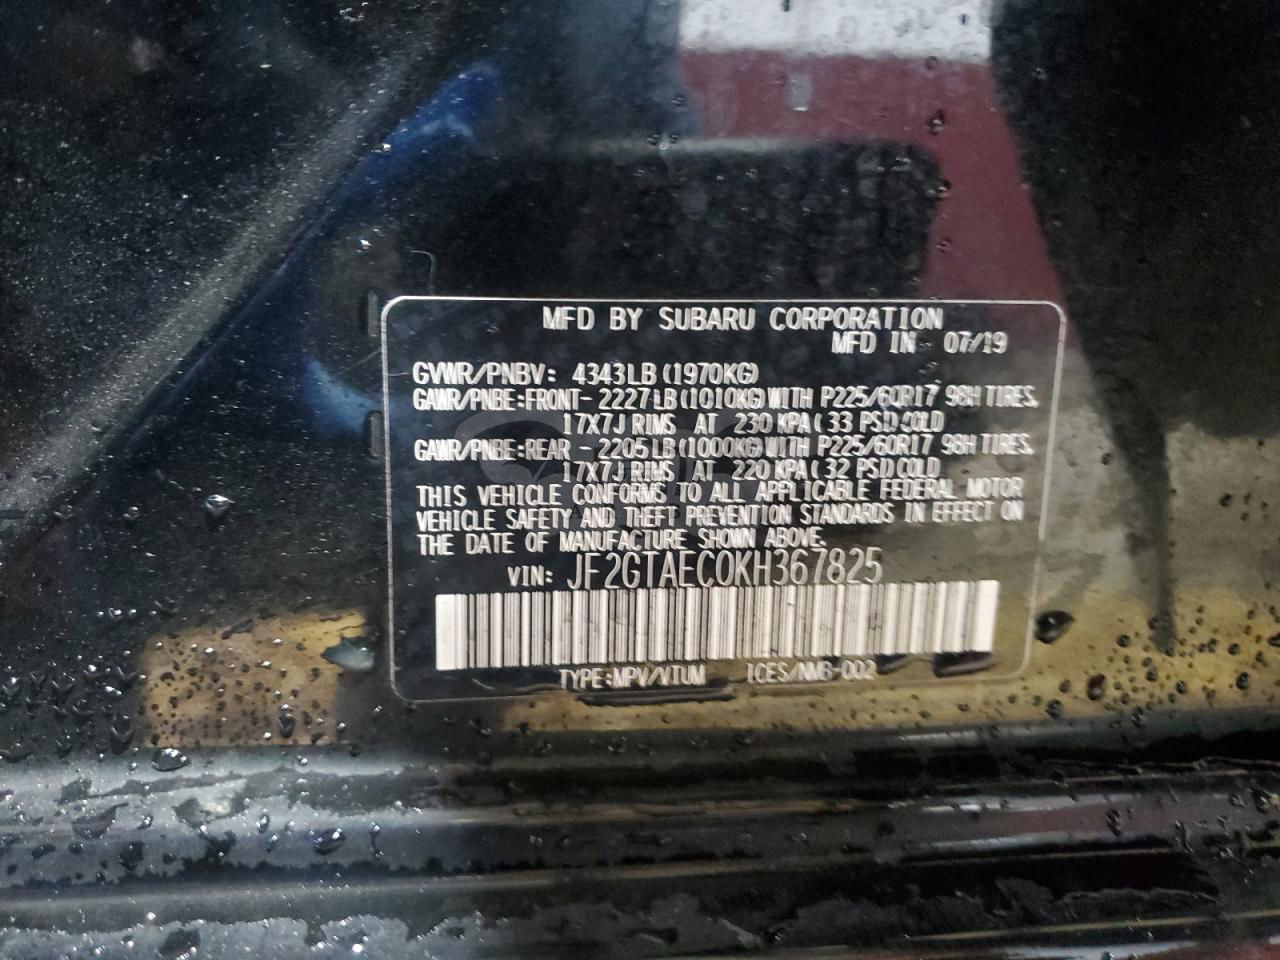 MFD BY SUBARU CORPORATION
MFD IN 07/19
GVWR/PNBV: 4343LB (1970KG)
GAWR/PNBE:FRONT- 2227LB(1010KG)WITH P225/60R17 98H TIRES.
17X7J RIMS AT 230 KPA( 33 PSI)COLD
GAWR/PNBE:REAR - 2205LB(1000KG)WITH P225/60R17 98H TIRES.
17X7J RIMS AT 220 KPA( 32 PSI)COLD
THIS VEHICLE CONFORMS TO ALL APPLICABLE FEDERAL MOTOR
VEHICLE SAFETY AND THEFT PREVENTION STANDARDS IN EFFECT ON
THE DATE OF MANUFACTURE SHOWN ABOVE.
VIN: JF2GTAEC0KH367825
TYPE:MPV/VTUM ICES/NMB-002